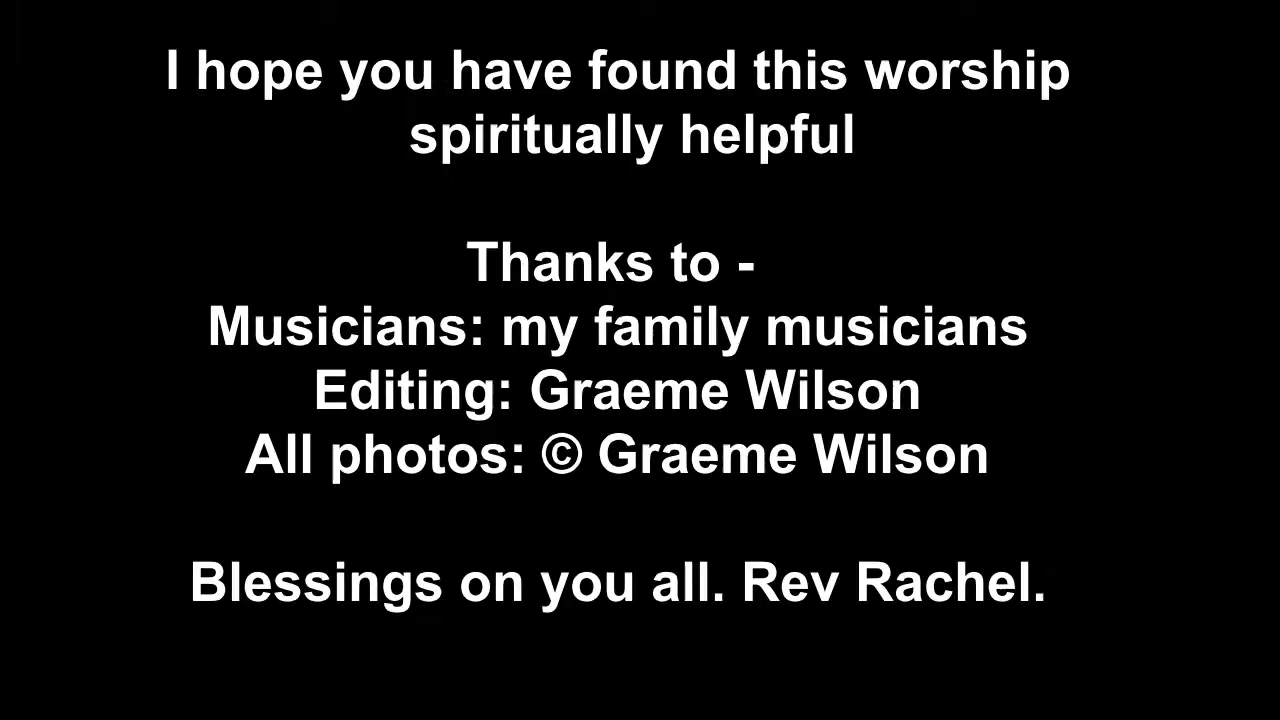 I hope you have found this worship
spiritually helpful
Thanks to -
Musicians: my family musicians
Editing: Graeme Wilson
All photos: © Graeme Wilson
Blessings on you all. Rev Rachel.